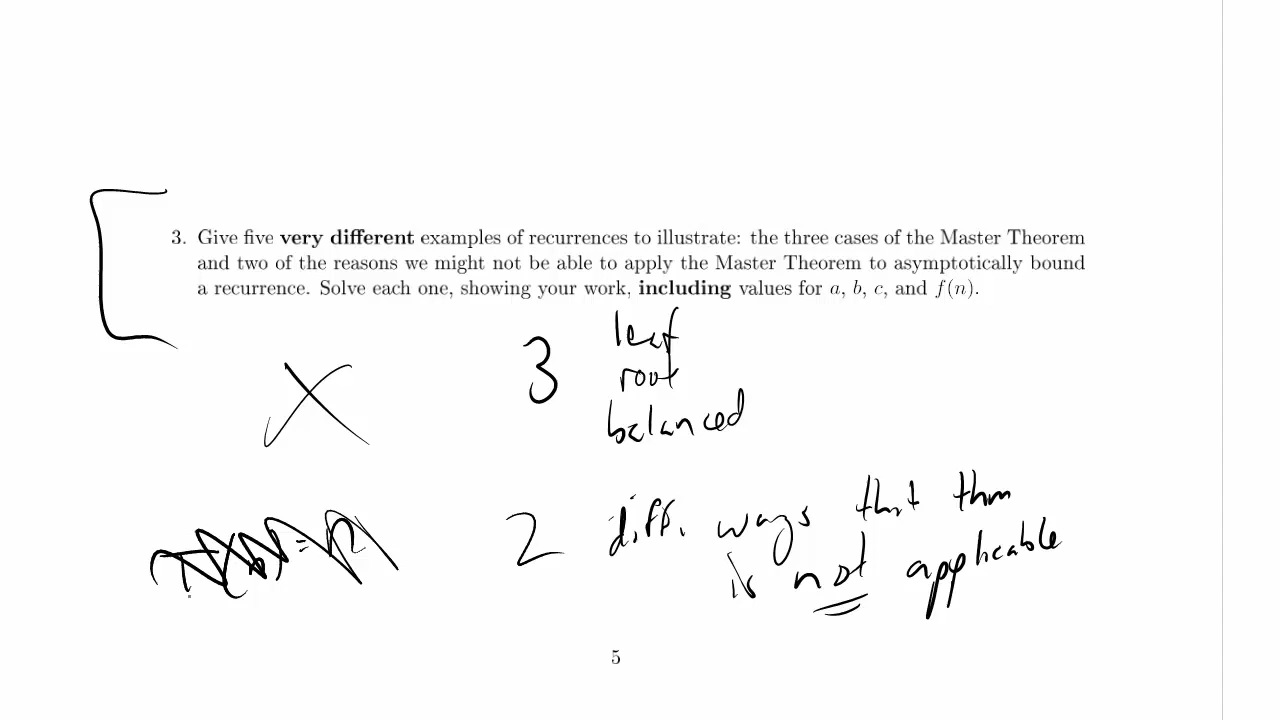 3. Give five very different examples of recurrences to illustrate: the three cases of the Master Theorem
and two of the reasons we might not be able to apply the Master Theorem to asymptotically bound
a recurrence. Solve each one, showing your work, including values for a, b, c, and f(n).
leaf
3 root
balanced
2 diff. ways that thm
is not applicable
5